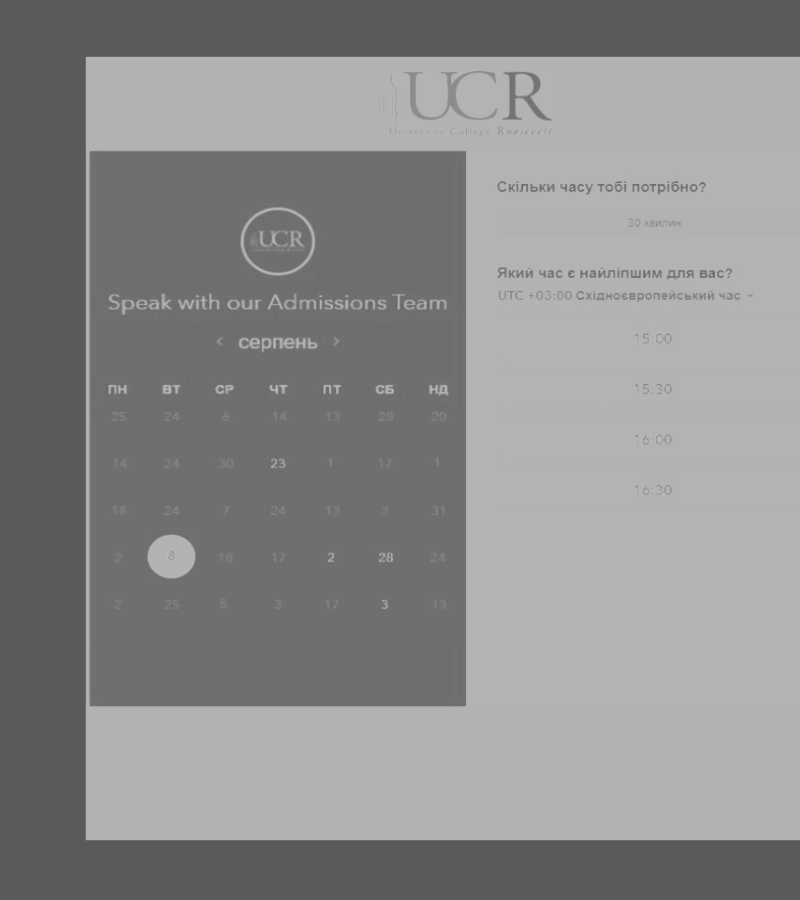 UCR
University College Roosevelt
UCR
Speak with our Admissions Team
‹ серпень ›
ПН ВТ СР ЧТ ПТ СБ НД
25 24 6 14 13 28 20
14 24 30 23 1 17 1
18 24 7 24 13 3 31
2 8 18 17 2 28 24
2 25 5 3 17 3 13
Скільки часу тобі потрібно?
30 хвилин
Який час є найліпшим для вас?
UTC +03:00 Східноєвропейський час
15:00
15:30
16:00
16:30